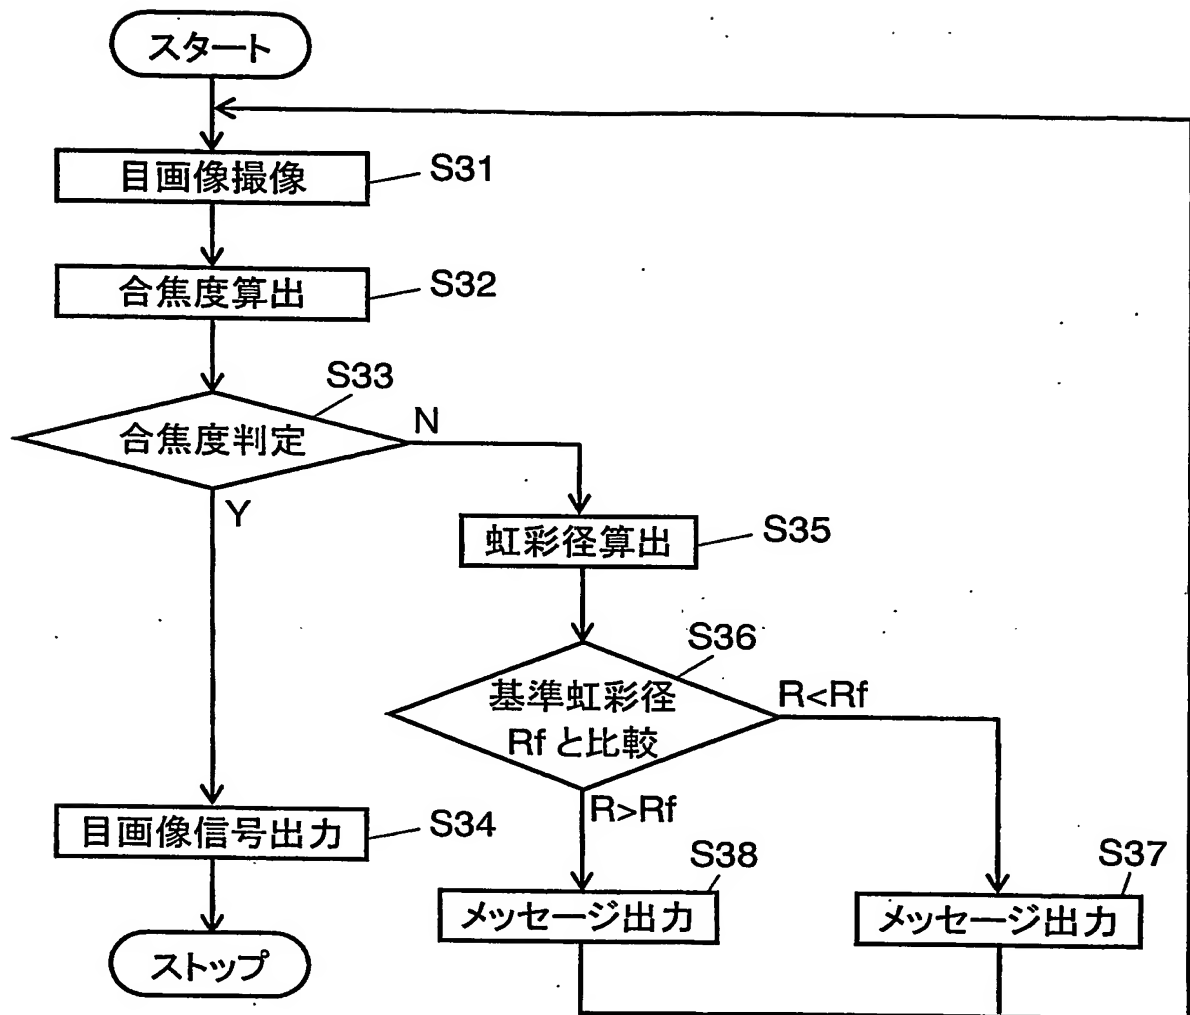 スタート
目画像撮像
S31
合焦度算出
S32
S33
合焦度判定
N
Y
虹彩径算出
S35
S36
基準虹彩径
Rfと比較
R<Rf
R>Rf
目画像信号出力
S34
S38
メッセージ出力
S37
メッセージ出力
ストップ